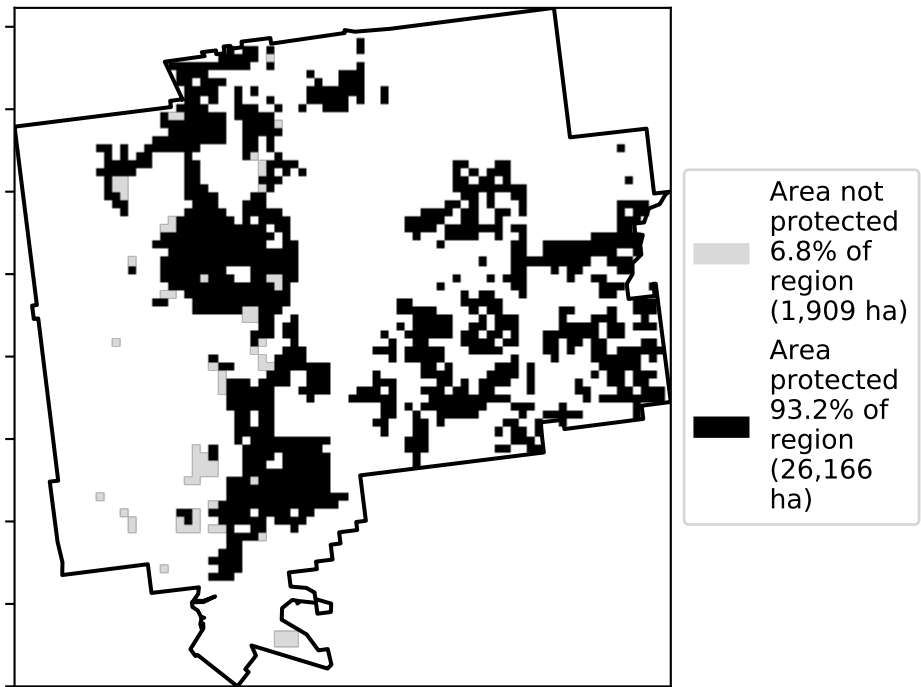 Area not
protected
6.8% of
region
(1,909 ha)
Area
protected
93.2% of
region
(26,166
ha)